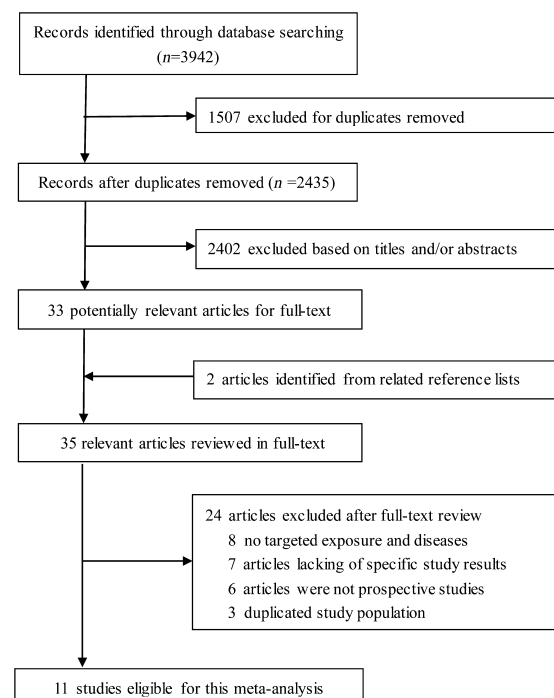 Records identified through database searching
(n=3942)
1507 excluded for duplicates removed
Records after duplicates removed (n =2435)
2402 excluded based on titles and/or abstracts
33 potentially relevant articles for full-text
2 articles identified from related reference lists
35 relevant articles reviewed in full-text
24 articles excluded after full-text review
8 no targeted exposure and diseases
7 articles lacking of specific study results
6 articles were not prospective studies
3 duplicated study population
11 studies eligible for this meta-analysis